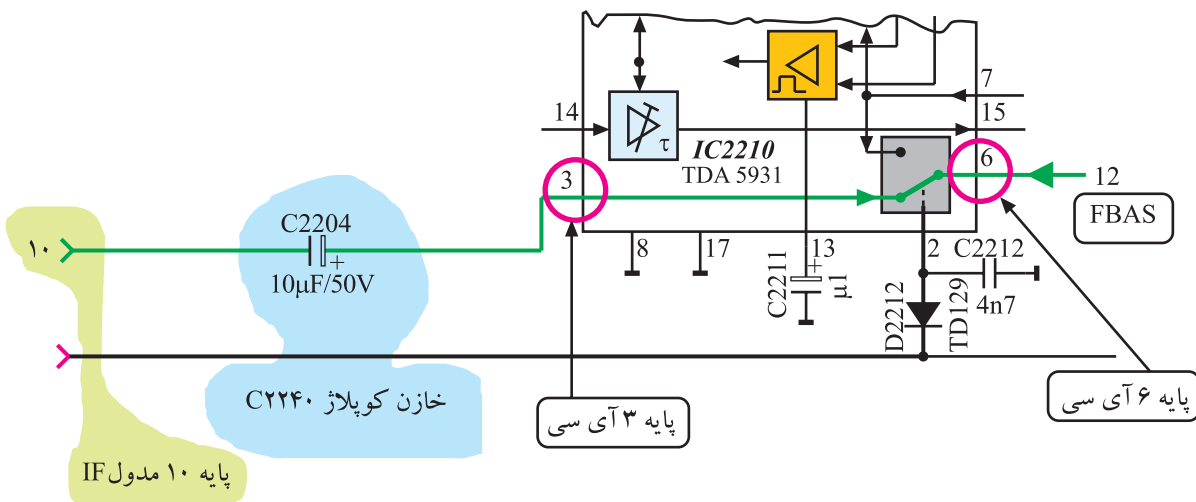 7
14
15
τ
IC2210
TDA 5931
3
6
12
FBAS
C2204
+
10µF/50V
۱۰
8
17
13
2
C2212
4n7
C2211
+
µ1
D2212
TD129
خازن کوپلاژ C۲۲۴۰
پایه ۳ آی سی
پایه ۶ آی سی
پایه ۱۰ مدول IF